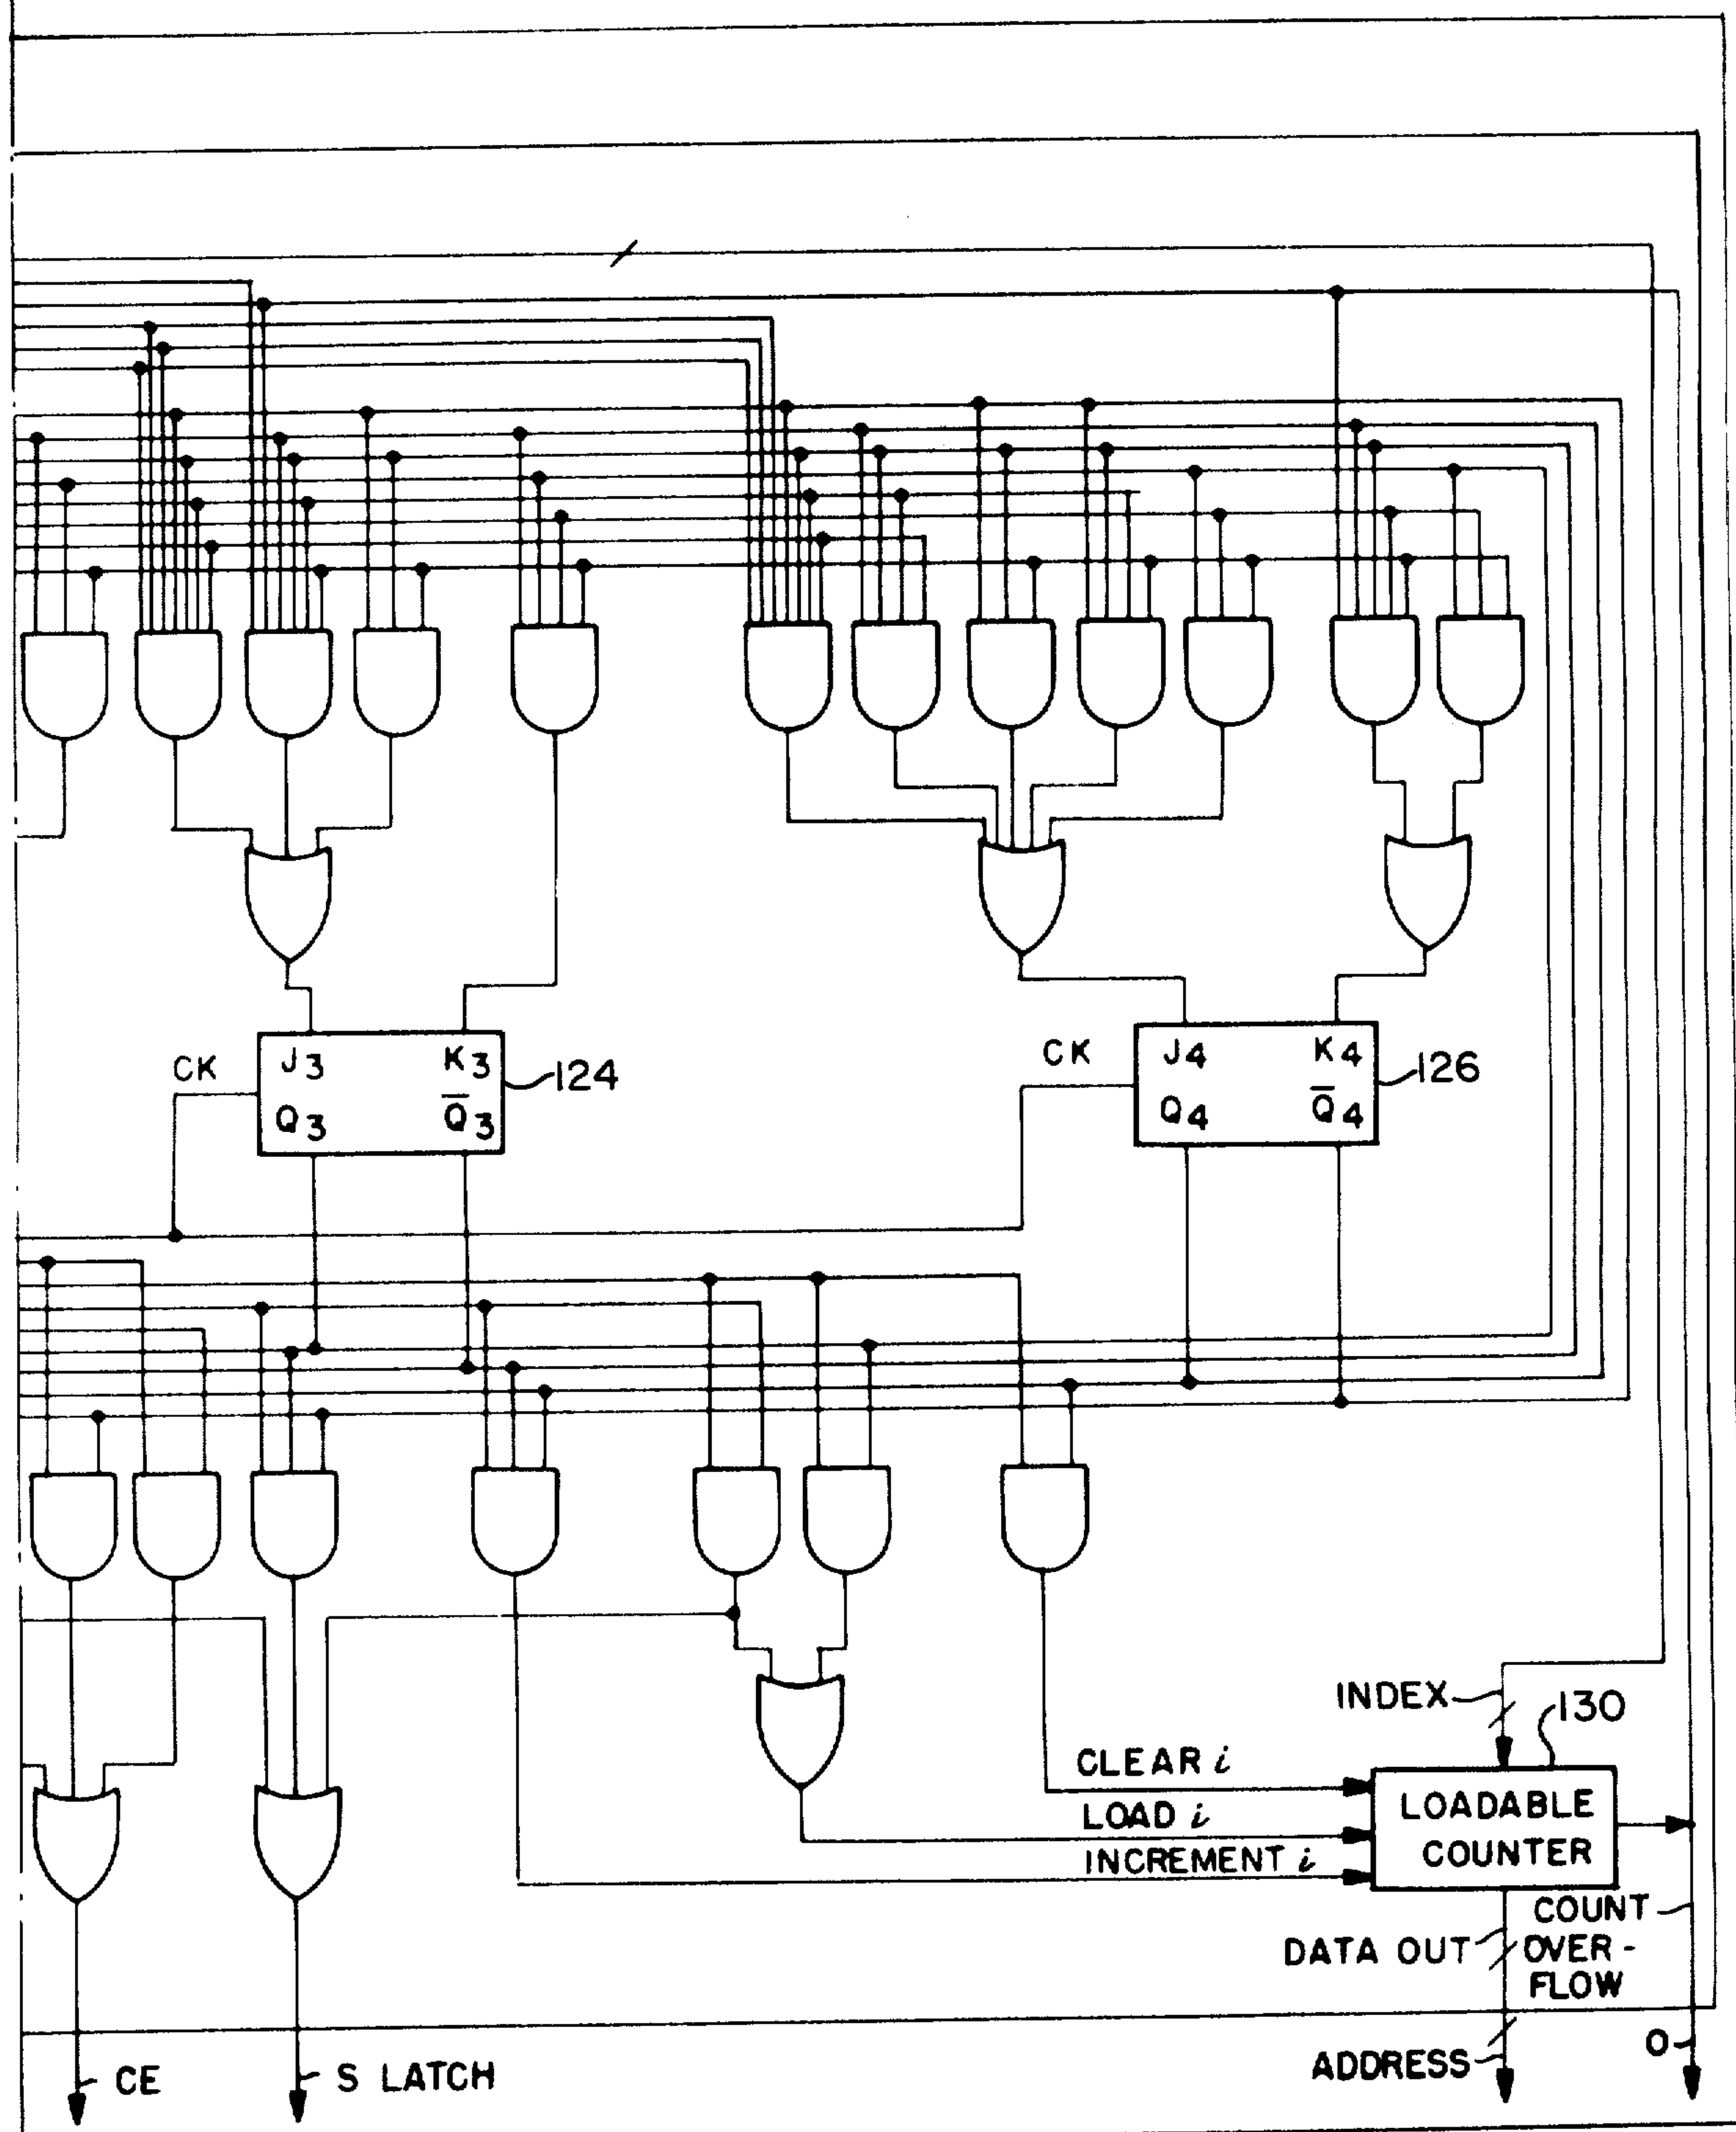 CK
J3 K3
Q3 Q̅3
124
CK
J4 K4
Q4 Q̅4
126
INDEX
130
CLEAR i
LOAD i
INCREMENT i
LOADABLE
COUNTER
DATA OUT
COUNT
OVER-
FLOW
CE
S LATCH
ADDRESS
O